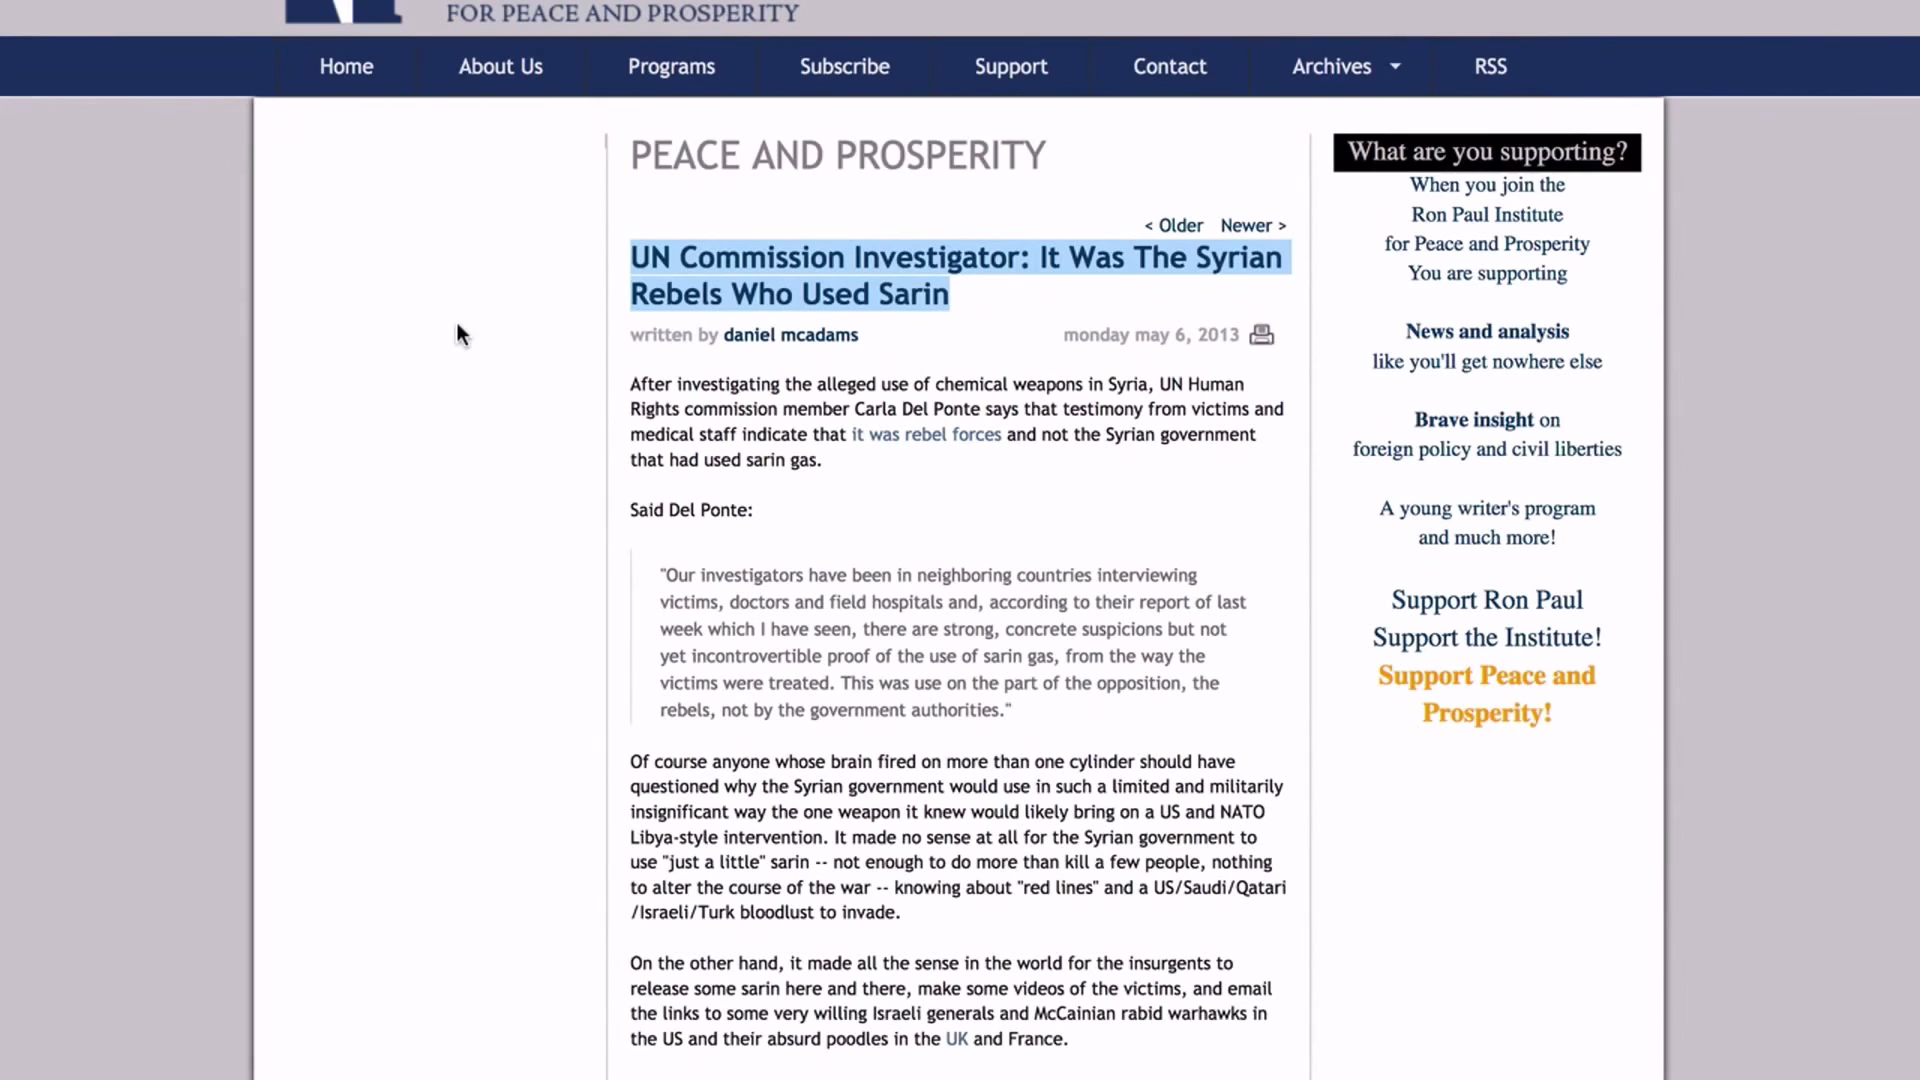 FOR PEACE AND PROSPERITY
Home About Us Programs Subscribe Support Contact Archives RSS
PEACE AND PROSPERITY
< Older Newer >
UN Commission Investigator: It Was The Syrian
Rebels Who Used Sarin
written by daniel mcadams monday may 6, 2013
After investigating the alleged use of chemical weapons in Syria, UN Human
Rights commission member Carla Del Ponte says that testimony from victims and
medical staff indicate that it was rebel forces and not the Syrian government
that had used sarin gas.
Said Del Ponte:
"Our investigators have been in neighboring countries interviewing
victims, doctors and field hospitals and, according to their report of last
week which I have seen, there are strong, concrete suspicions but not
yet incontrovertible proof of the use of sarin gas, from the way the
victims were treated. This was use on the part of the opposition, the
rebels, not by the government authorities."
Of course anyone whose brain fired on more than one cylinder should have
questioned why the Syrian government would use in such a limited and militarily
insignificant way the one weapon it knew would likely bring on a US and NATO
Libya-style intervention. It made no sense at all for the Syrian government to
use "just a little" sarin -- not enough to do more than kill a few people, nothing
to alter the course of the war -- knowing about "red lines" and a US/Saudi/Qatari
/Israeli/Turk bloodlust to invade.
On the other hand, it made all the sense in the world for the insurgents to
release some sarin here and there, make some videos of the victims, and email
the links to some very willing Israeli generals and McCainian rabid warhawks in
the US and their absurd poodles in the UK and France.
What are you supporting?
When you join the
Ron Paul Institute
for Peace and Prosperity
You are supporting
News and analysis
like you'll get nowhere else
Brave insight on
foreign policy and civil liberties
A young writer's program
and much more!
Support Ron Paul
Support the Institute!
Support Peace and
Prosperity!